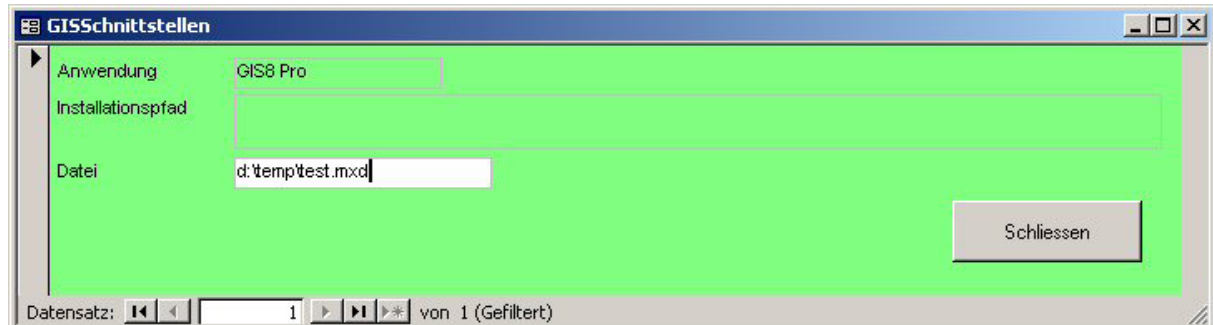 GISSchnittstellen
Anwendung GIS8 Pro
Installationspfad
Datei d:\temp\test.mxd
Schliessen
Datensatz: 1 von 1 (Gefiltert)